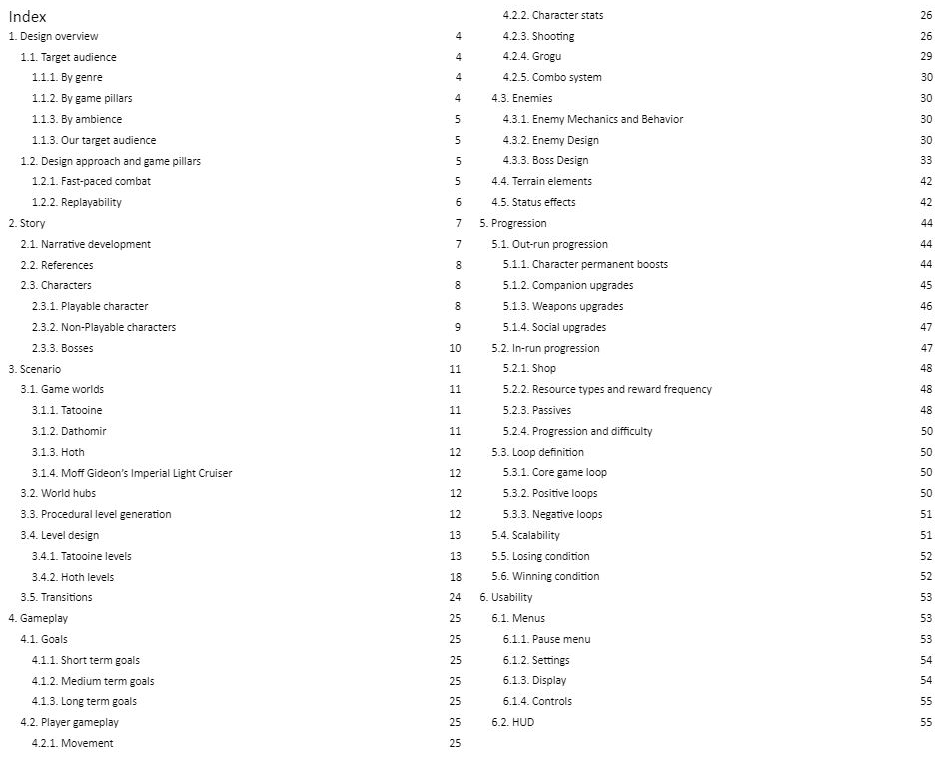 Index
1. Design overview 4
1.1. Target audience 4
1.1.1. By genre 4
1.1.2. By game pillars 4
1.1.3. By ambience 5
1.1.3. Our target audience 5
1.2. Design approach and game pillars 5
1.2.1. Fast-paced combat 5
1.2.2. Replayability 6
2. Story 7
2.1. Narrative development 7
2.2. References 8
2.3. Characters 8
2.3.1. Playable character 8
2.3.2. Non-Playable characters 9
2.3.3. Bosses 10
3. Scenario 11
3.1. Game worlds 11
3.1.1. Tatooine 11
3.1.2. Dathomir 11
3.1.3. Hoth 12
3.1.4. Moff Gideon's Imperial Light Cruiser 12
3.2. World hubs 12
3.3. Procedural level generation 12
3.4. Level design 13
3.4.1. Tatooine levels 13
3.4.2. Hoth levels 18
3.5. Transitions 24
4. Gameplay 25
4.1. Goals 25
4.1.1. Short term goals 25
4.1.2. Medium term goals 25
4.1.3. Long term goals 25
4.2. Player gameplay 25
4.2.1. Movement 25
4.2.2. Character stats 26
4.2.3. Shooting 26
4.2.4. Grogu 29
4.2.5. Combo system 30
4.3. Enemies 30
4.3.1. Enemy Mechanics and Behavior 30
4.3.2. Enemy Design 30
4.3.3. Boss Design 33
4.4. Terrain elements 42
4.5. Status effects 42
5. Progression 44
5.1. Out-run progression 44
5.1.1. Character permanent boosts 44
5.1.2. Companion upgrades 45
5.1.3. Weapons upgrades 46
5.1.4. Social upgrades 47
5.2. In-run progression 47
5.2.1. Shop 48
5.2.2. Resource types and reward frequency 48
5.2.3. Passives 48
5.2.4. Progression and difficulty 50
5.3. Loop definition 50
5.3.1. Core game loop 50
5.3.2. Positive loops 50
5.3.3. Negative loops 51
5.4. Scalability 51
5.5. Losing condition 52
5.6. Winning condition 52
6. Usability 53
6.1. Menus 53
6.1.1. Pause menu 53
6.1.2. Settings 54
6.1.3. Display 54
6.1.4. Controls 55
6.2. HUD 55